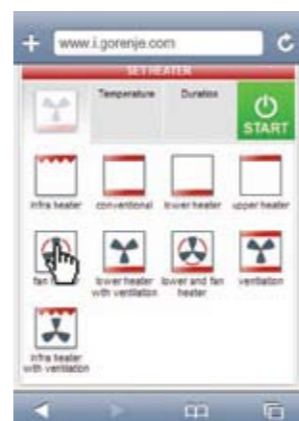 www.i.gorenje.com
SET HEATER
Temperature Duration
START
infra heater conventional lower heater upper heater
fan
lower heater with ventilation
lower and fan heater
ventilation
infra heater with ventilation